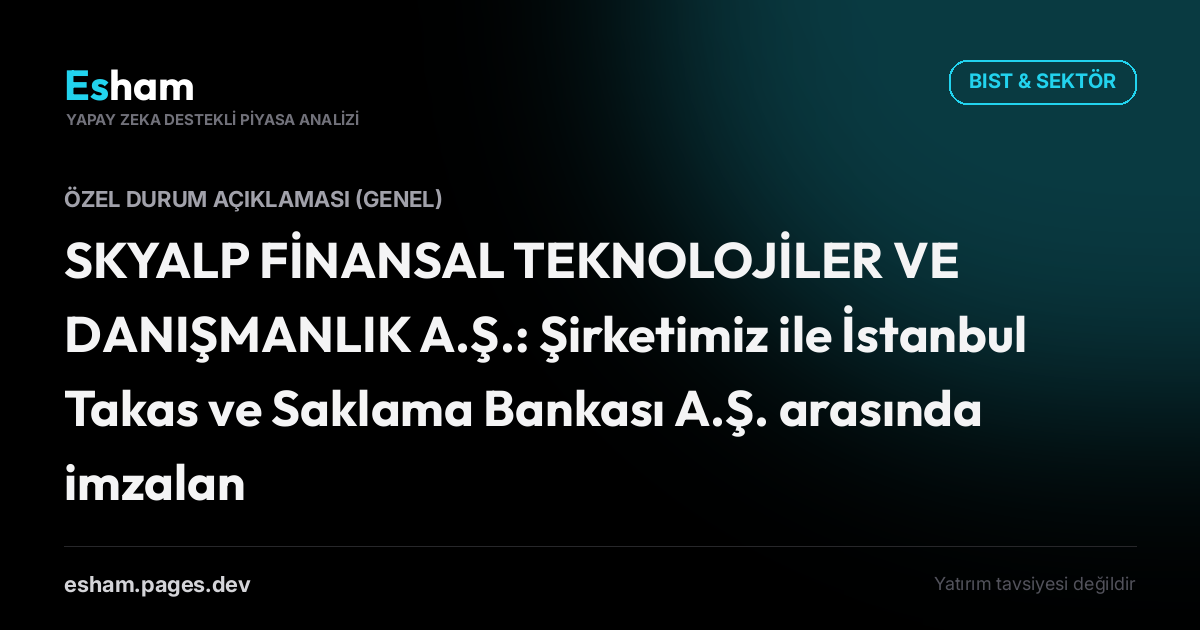 Esham
BIST & SEKTÖR
YAPAY ZEKA DESTEKLİ PİYASA ANALİZİ
ÖZEL DURUM AÇIKLAMASI (GENEL)
SKYALP FİNANSAL TEKNOLOJİLER VE
DANIŞMANLIK A.Ş.: Şirketimiz ile İstanbul
Takas ve Saklama Bankası A.Ş. arasında
imzalan
esham.pages.dev
Yatırım tavsiyesi değildir